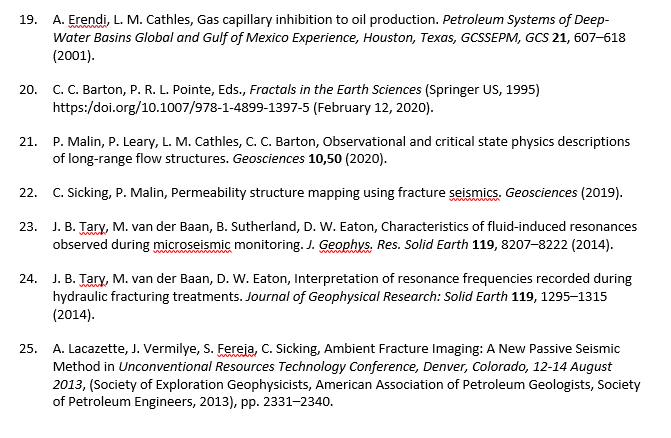 19. A. Erendi, L. M. Cathles, Gas capillary inhibition to oil production. Petroleum Systems of Deep-
Water Basins Global and Gulf of Mexico Experience, Houston, Texas, GCSSEPM, GCS 21, 607–618
(2001).
20. C. C. Barton, P. R. L. Pointe, Eds., Fractals in the Earth Sciences (Springer US, 1995)
https:/doi.org/10.1007/978-1-4899-1397-5 (February 12, 2020).
21. P. Malin, P. Leary, L. M. Cathles, C. C. Barton, Observational and critical state physics descriptions
of long-range flow structures. Geosciences 10,50 (2020).
22. C. Sicking, P. Malin, Permeability structure mapping using fracture seismics. Geosciences (2019).
23. J. B. Tary, M. van der Baan, B. Sutherland, D. W. Eaton, Characteristics of fluid-induced resonances
observed during microseismic monitoring. J. Geophys. Res. Solid Earth 119, 8207–8222 (2014).
24. J. B. Tary, M. van der Baan, D. W. Eaton, Interpretation of resonance frequencies recorded during
hydraulic fracturing treatments. Journal of Geophysical Research: Solid Earth 119, 1295–1315
(2014).
25. A. Lacazette, J. Vermilye, S. Fereja, C. Sicking, Ambient Fracture Imaging: A New Passive Seismic
Method in Unconventional Resources Technology Conference, Denver, Colorado, 12-14 August
2013, (Society of Exploration Geophysicists, American Association of Petroleum Geologists, Society
of Petroleum Engineers, 2013), pp. 2331–2340.